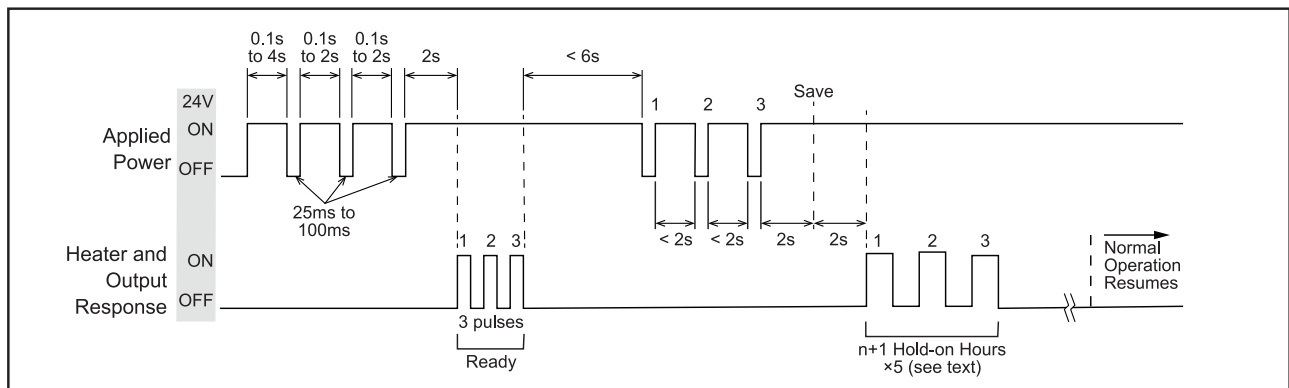 0.1s to 4s
0.1s to 2s
0.1s to 2s
2s
< 6s
24V
Applied Power
ON
OFF
25ms to 100ms
1
2
3
Save
< 2s
< 2s
2s
2s
Heater and Output Response
ON
OFF
1
2
3
3 pulses
Ready
1
2
3
n+1 Hold-on Hours
×5 (see text)
Normal
Operation
Resumes